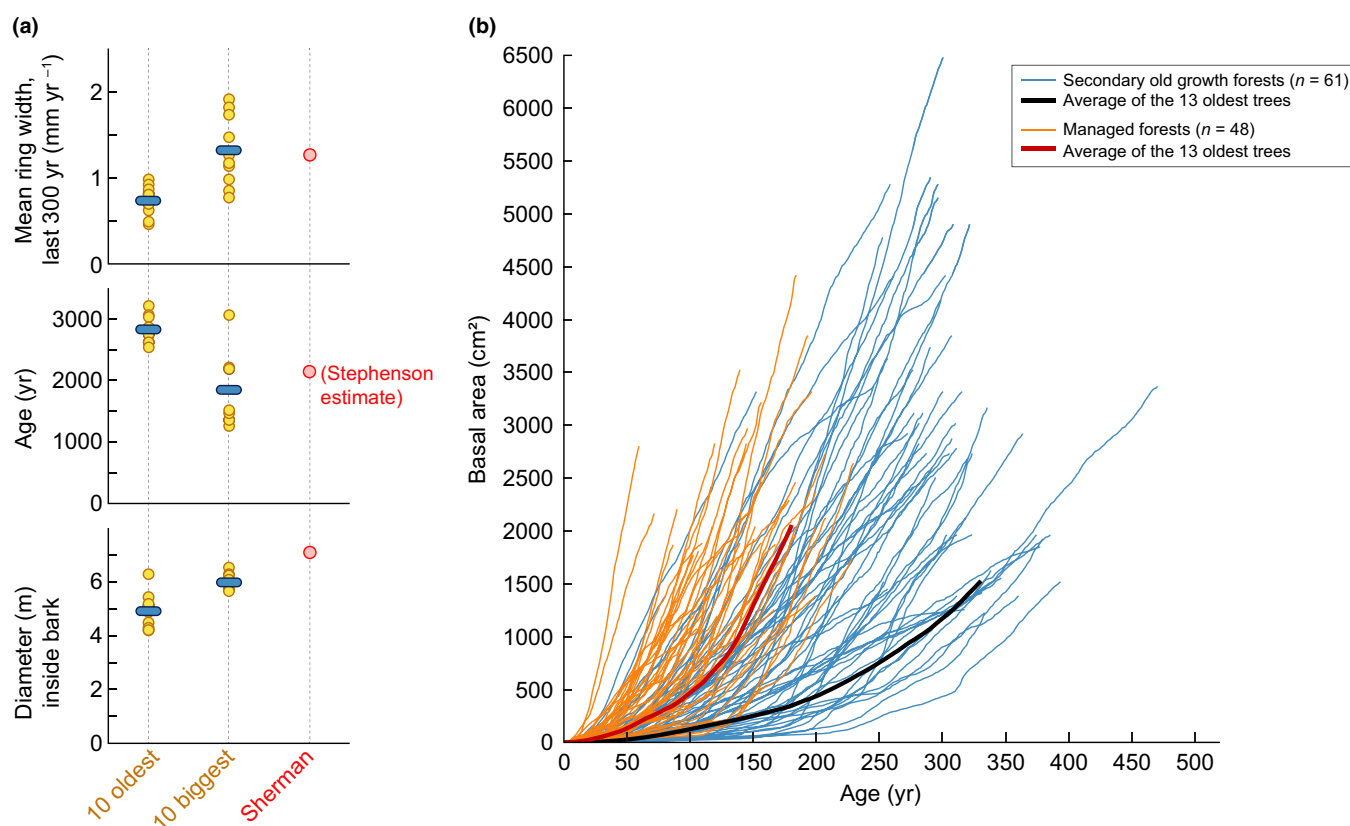 (a)
Mean ring width,
last 300 yr (mm yr ⁻¹)
2
1
0
Age (yr)
3000
2000
1000
0
(Stephenson
estimate)
Diameter (m)
inside bark
6
4
2
0
10 oldest
10 biggest
Sherman
(b)
Basal area (cm²)
6500
6000
5500
5000
4500
4000
3500
3000
2500
2000
1500
1000
500
0
0 50 100 150 200 250 300 350 400 450 500
Age (yr)
Secondary old growth forests (n = 61)
Average of the 13 oldest trees
Managed forests (n = 48)
Average of the 13 oldest trees